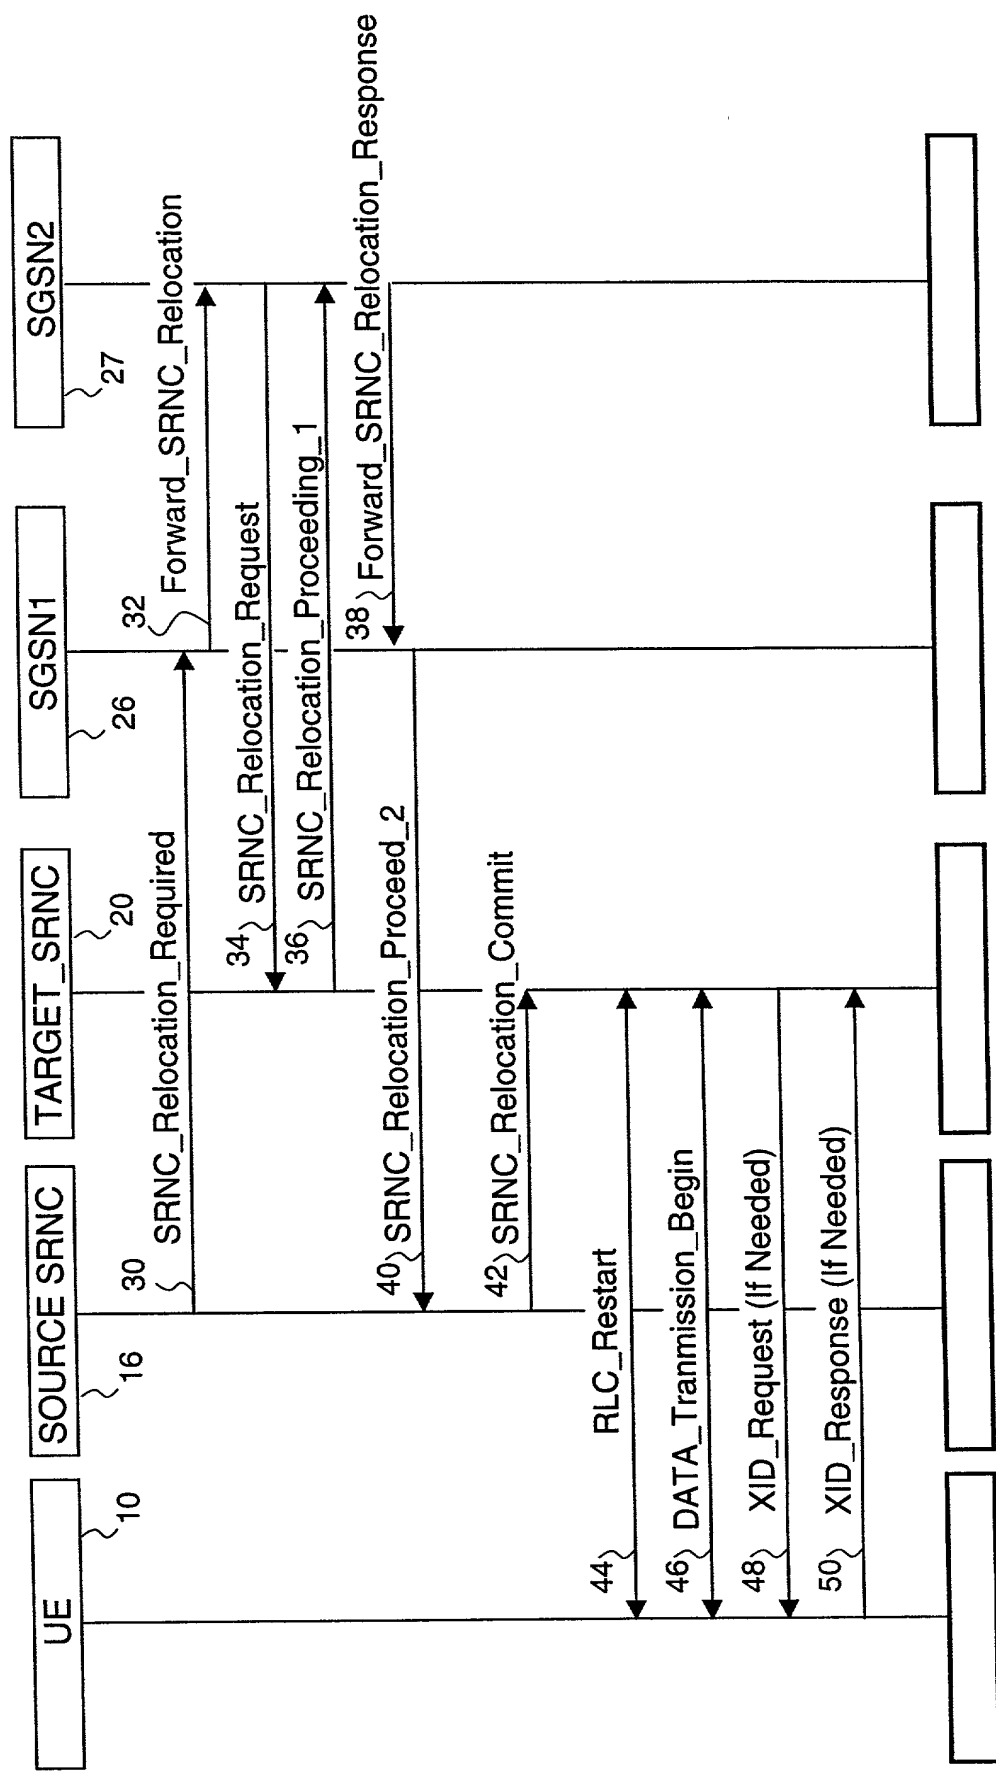 UE
SOURCE SRNC
TARGET_SRNC
SGSN1
SGSN2
10
16
20
26
27
30
SRNC_Relocation_Required
32
Forward_SRNC_Relocation
34
SRNC_Relocation_Request
36
SRNC_Relocation_Proceeding_1
38
Forward_SRNC_Relocation_Response
40
SRNC_Relocation_Proceed_2
42
SRNC_Relocation_Commit
44
RLC_Restart
46
DATA_Tranmission_Begin
48
XID_Request (If Needed)
50
XID_Response (If Needed)